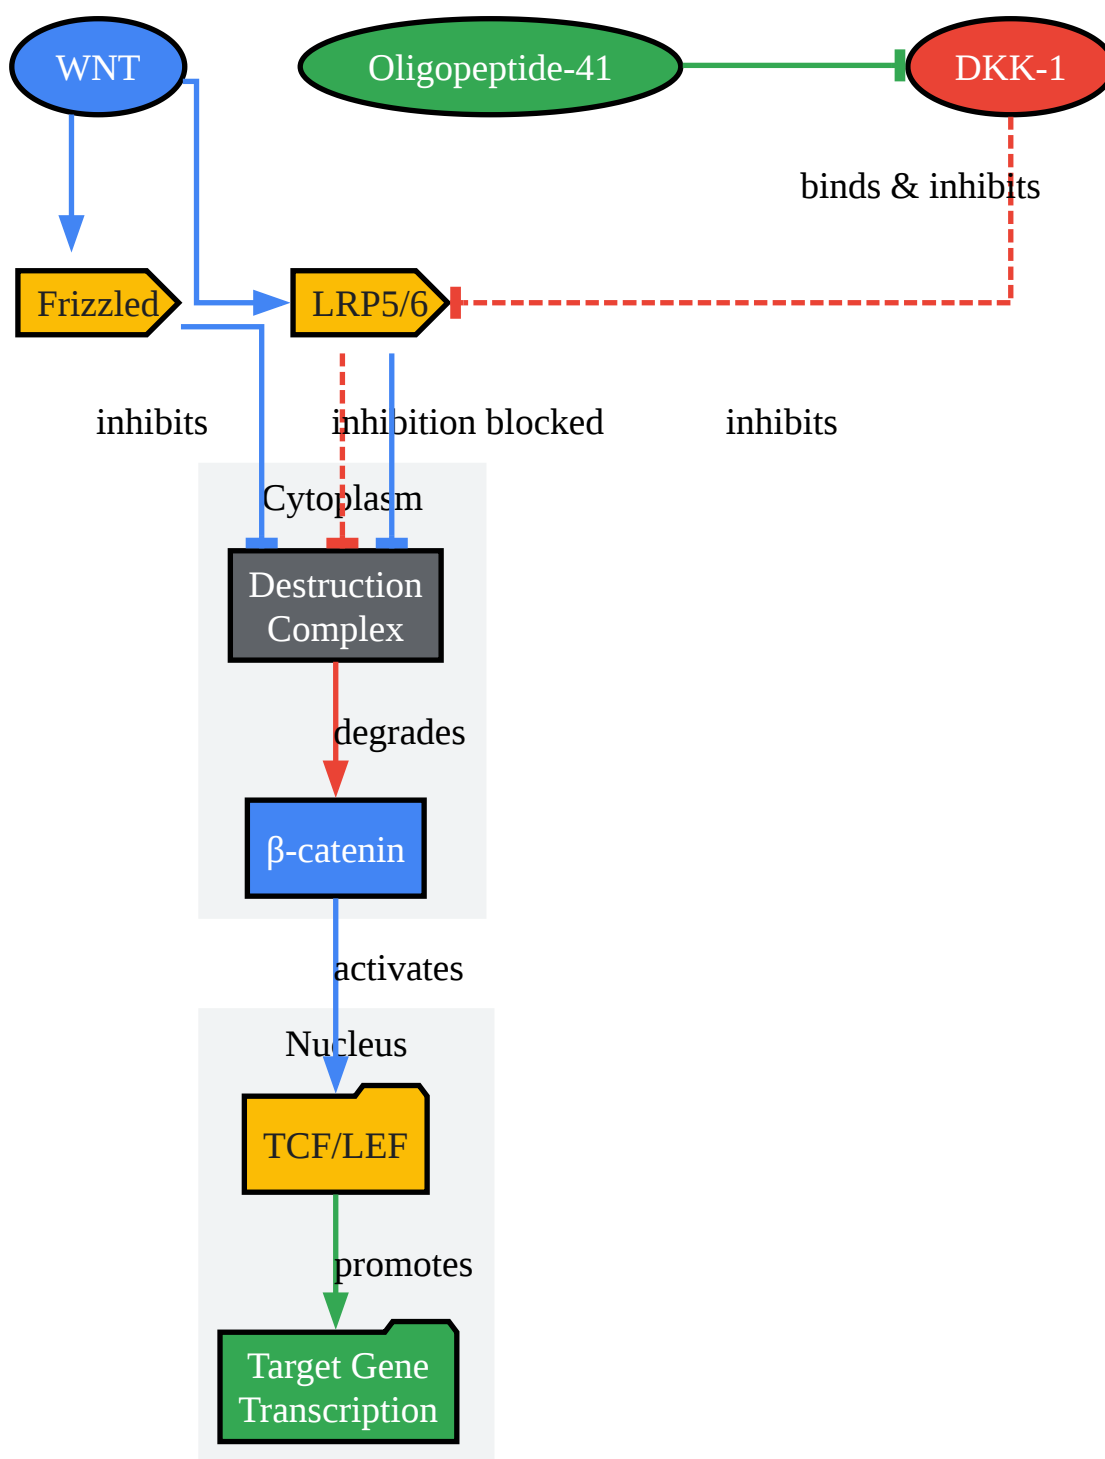 WNT
Oligopeptide-41
DKK-1
binds & inhibits
Frizzled
LRP5/6
inhibits
inhibition blocked
inhibits
Cytoplasm
Destruction
Complex
degrades
β-catenin
activates
Nucleus
TCF/LEF
promotes
Target Gene
Transcription